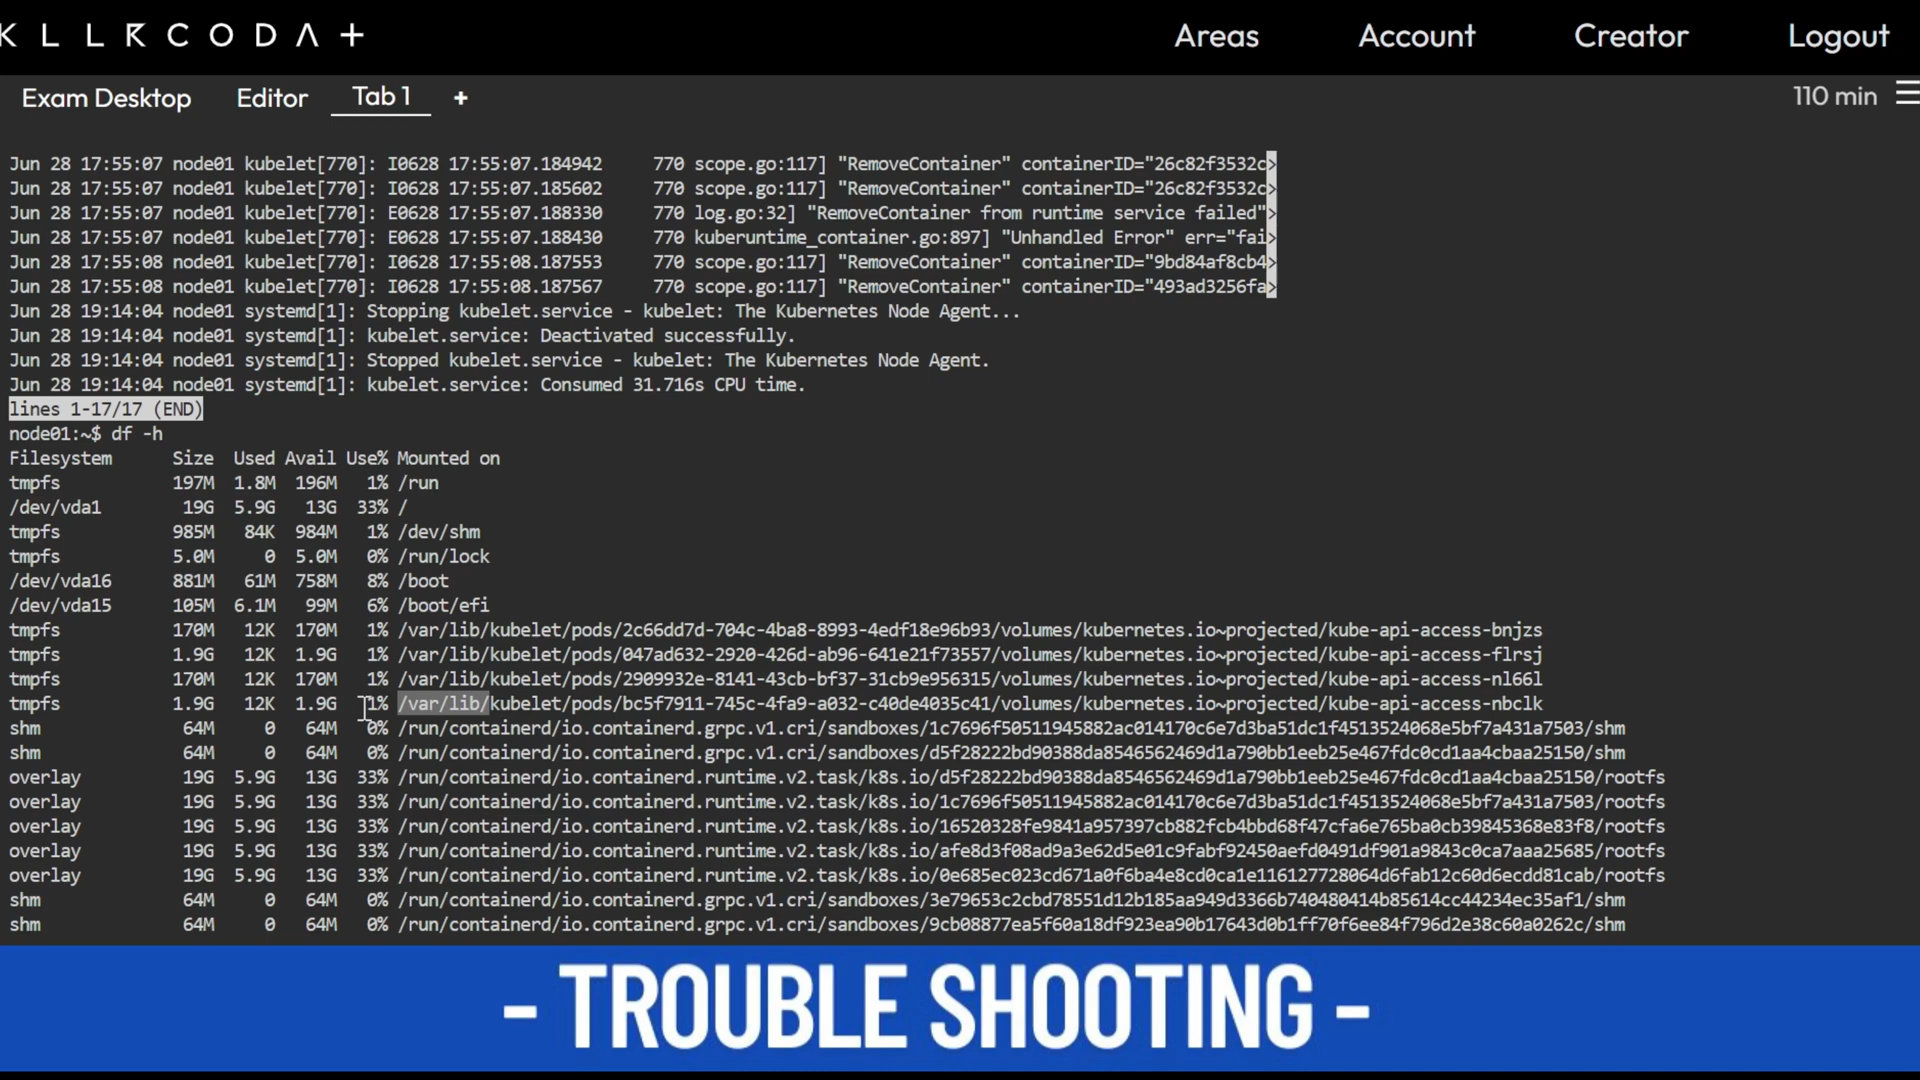 KLLRCODA+
Areas Account Creator Logout
Exam Desktop Editor Tab 1 + 110 min
Jun 28 17:55:07 node01 kubelet[770]: I0628 17:55:07.184942 770 scope.go:117] "RemoveContainer" containerID="26c82f3532c>
Jun 28 17:55:07 node01 kubelet[770]: I0628 17:55:07.185602 770 scope.go:117] "RemoveContainer" containerID="26c82f3532c>
Jun 28 17:55:07 node01 kubelet[770]: E0628 17:55:07.188330 770 log.go:32] "RemoveContainer from runtime service failed">
Jun 28 17:55:07 node01 kubelet[770]: E0628 17:55:07.188430 770 kuberuntime_container.go:897] "Unhandled Error" err="fai>
Jun 28 17:55:08 node01 kubelet[770]: I0628 17:55:08.187553 770 scope.go:117] "RemoveContainer" containerID="9bd84af8cb4>
Jun 28 17:55:08 node01 kubelet[770]: I0628 17:55:08.187567 770 scope.go:117] "RemoveContainer" containerID="493ad3256fa>
Jun 28 19:14:04 node01 systemd[1]: Stopping kubelet.service - kubelet: The Kubernetes Node Agent...
Jun 28 19:14:04 node01 systemd[1]: kubelet.service: Deactivated successfully.
Jun 28 19:14:04 node01 systemd[1]: Stopped kubelet.service - kubelet: The Kubernetes Node Agent.
Jun 28 19:14:04 node01 systemd[1]: kubelet.service: Consumed 31.716s CPU time.
lines 1-17/17 (END)
node01:~$ df -h
Filesystem Size Used Avail Use% Mounted on
tmpfs 197M 1.8M 196M 1% /run
/dev/vda1 19G 5.9G 13G 33% /
tmpfs 985M 84K 984M 1% /dev/shm
tmpfs 5.0M 0 5.0M 0% /run/lock
/dev/vda16 881M 61M 758M 8% /boot
/dev/vda15 105M 6.1M 99M 6% /boot/efi
tmpfs 170M 12K 170M 1% /var/lib/kubelet/pods/2c66dd7d-704c-4ba8-8993-4edf18e96b93/volumes/kubernetes.io~projected/kube-api-access-bnjzs
tmpfs 1.9G 12K 1.9G 1% /var/lib/kubelet/pods/047ad632-2920-426d-ab96-641e21f73557/volumes/kubernetes.io~projected/kube-api-access-flrsj
tmpfs 170M 12K 170M 1% /var/lib/kubelet/pods/2909932e-8141-43cb-bf37-31cb9e956315/volumes/kubernetes.io~projected/kube-api-access-nl66l
tmpfs 1.9G 12K 1.9G 1% /var/lib/kubelet/pods/bc5f7911-745c-4fa9-a032-c40de4035c41/volumes/kubernetes.io~projected/kube-api-access-nbclk
shm 64M 0 64M 0% /run/containerd/io.containerd.grpc.v1.cri/sandboxes/1c7696f50511945882ac014170c6e7d3ba51dc1f4513524068e5bf7a431a7503/shm
shm 64M 0 64M 0% /run/containerd/io.containerd.grpc.v1.cri/sandboxes/d5f28222bd90388da8546562469d1a790bb1eeb25e467fdc0cd1aa4cbaa25150/shm
overlay 19G 5.9G 13G 33% /run/containerd/io.containerd.runtime.v2.task/k8s.io/d5f28222bd90388da8546562469d1a790bb1eeb25e467fdc0cd1aa4cbaa25150/rootfs
overlay 19G 5.9G 13G 33% /run/containerd/io.containerd.runtime.v2.task/k8s.io/1c7696f50511945882ac014170c6e7d3ba51dc1f4513524068e5bf7a431a7503/rootfs
overlay 19G 5.9G 13G 33% /run/containerd/io.containerd.runtime.v2.task/k8s.io/16520328fe9841a957397cb882fcb4bbd68f47cfa6e765ba0cb39845368e83f8/rootfs
overlay 19G 5.9G 13G 33% /run/containerd/io.containerd.runtime.v2.task/k8s.io/afe8d3f08ad9a3e62d5e01c9fabf92450aefd0491df901a9843c0ca7aaa25685/rootfs
overlay 19G 5.9G 13G 33% /run/containerd/io.containerd.runtime.v2.task/k8s.io/0e685ec023cd671a0f6ba4e8cd0ca1e116127728064d6fab12c60d6ecdd81cab/rootfs
shm 64M 0 64M 0% /run/containerd/io.containerd.grpc.v1.cri/sandboxes/3e79653c2cbd78551d12b185aa949d3366b740480414b85614cc44234ec35af1/shm
shm 64M 0 64M 0% /run/containerd/io.containerd.grpc.v1.cri/sandboxes/9cb08877ea5f60a18df923ea90b17643d0b1ff70f6ee84f796d2e38c60a0262c/shm
- TROUBLE SHOOTING -